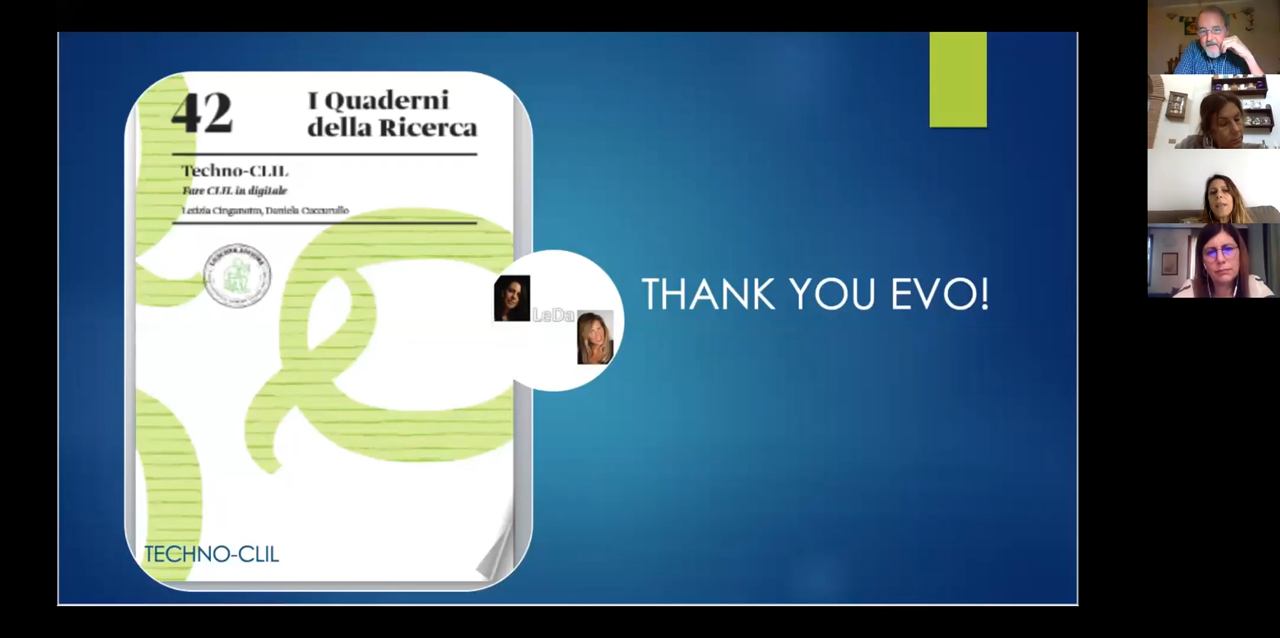 42
I Quaderni
della Ricerca
Techno-CLIL
Fare CLIL in digitale
Letizia Cinganotto, Daniela Cuccurullo
LeDa
THANK YOU EVO!
TECHNO-CLIL